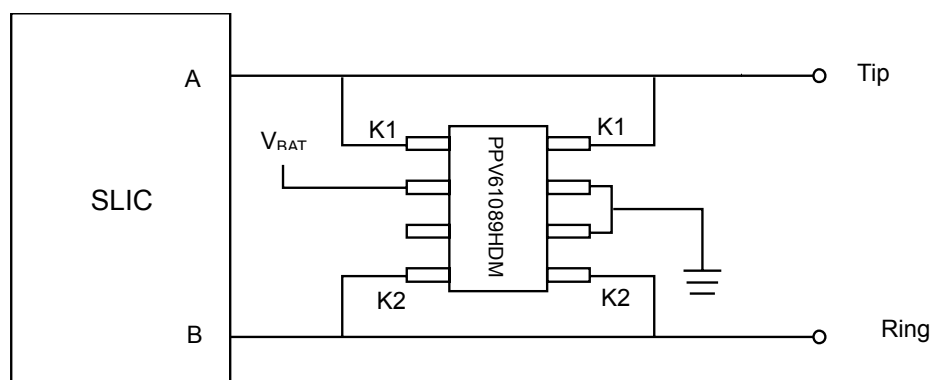 A
Tip
K1
K1
VBAT
PPV61089HDM
SLIC
K2
K2
B
Ring